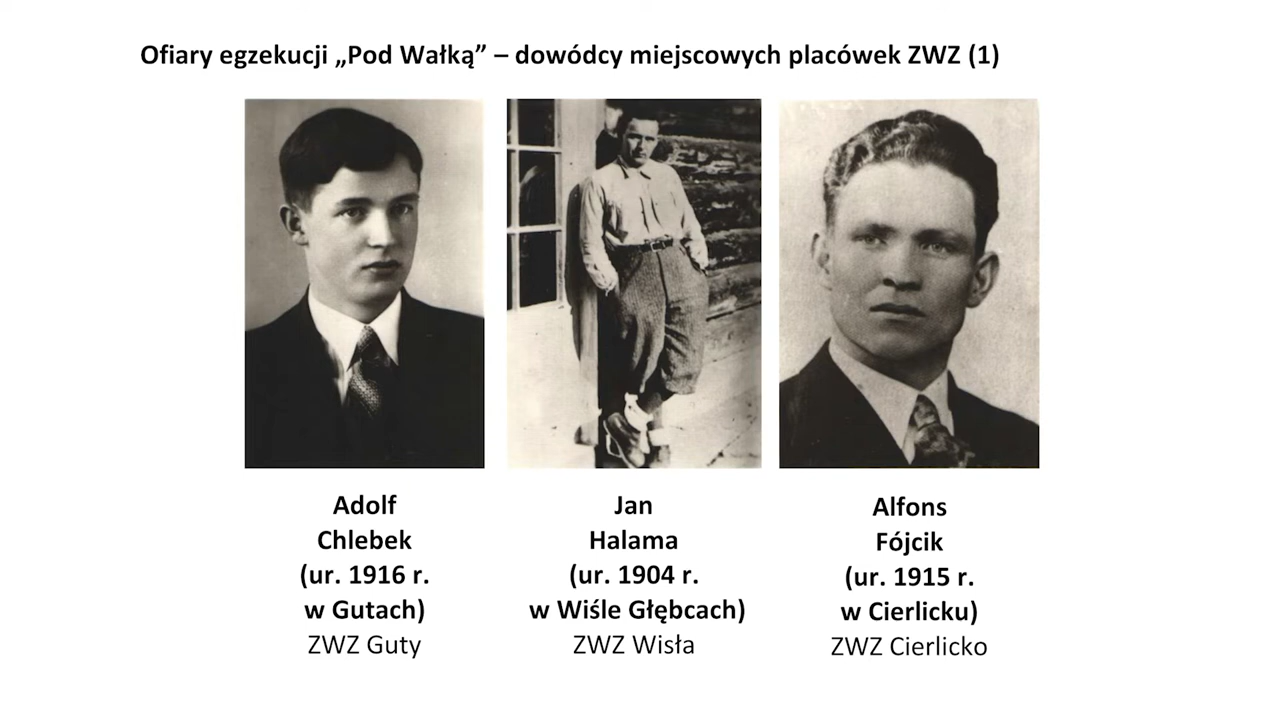 Ofiary egzekucji „Pod Wałką” – dowódcy miejscowych placówek ZWZ (1)
Adolf
Chlebek
(ur. 1916 r.
w Gutach)
ZWZ Guty
Jan
Halama
(ur. 1904 r.
w Wiśle Głębcach)
ZWZ Wisła
Alfons
Fójcik
(ur. 1915 r.
w Cierlicku)
ZWZ Cierlicko